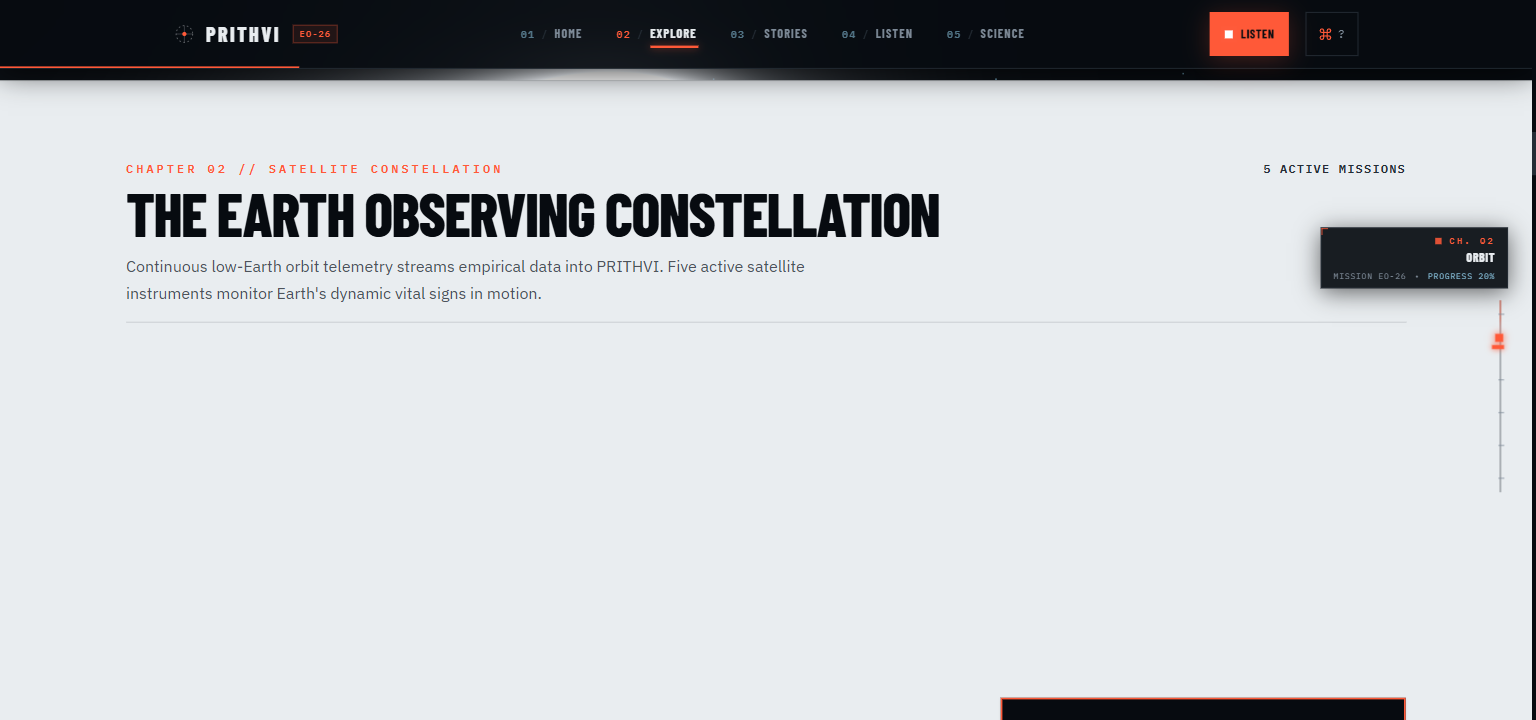 PRITHVI EO-26 01 / HOME 02 / EXPLORE 03 / STORIES 04 / LISTEN 05 / SCIENCE LISTEN ⌘ ?
CHAPTER 02 // SATELLITE CONSTELLATION
5 ACTIVE MISSIONS
THE EARTH OBSERVING CONSTELLATION
Continuous low-Earth orbit telemetry streams empirical data into PRITHVI. Five active satellite
instruments monitor Earth's dynamic vital signs in motion.
CH. 02
ORBIT
MISSION EO-26 • PROGRESS 20%